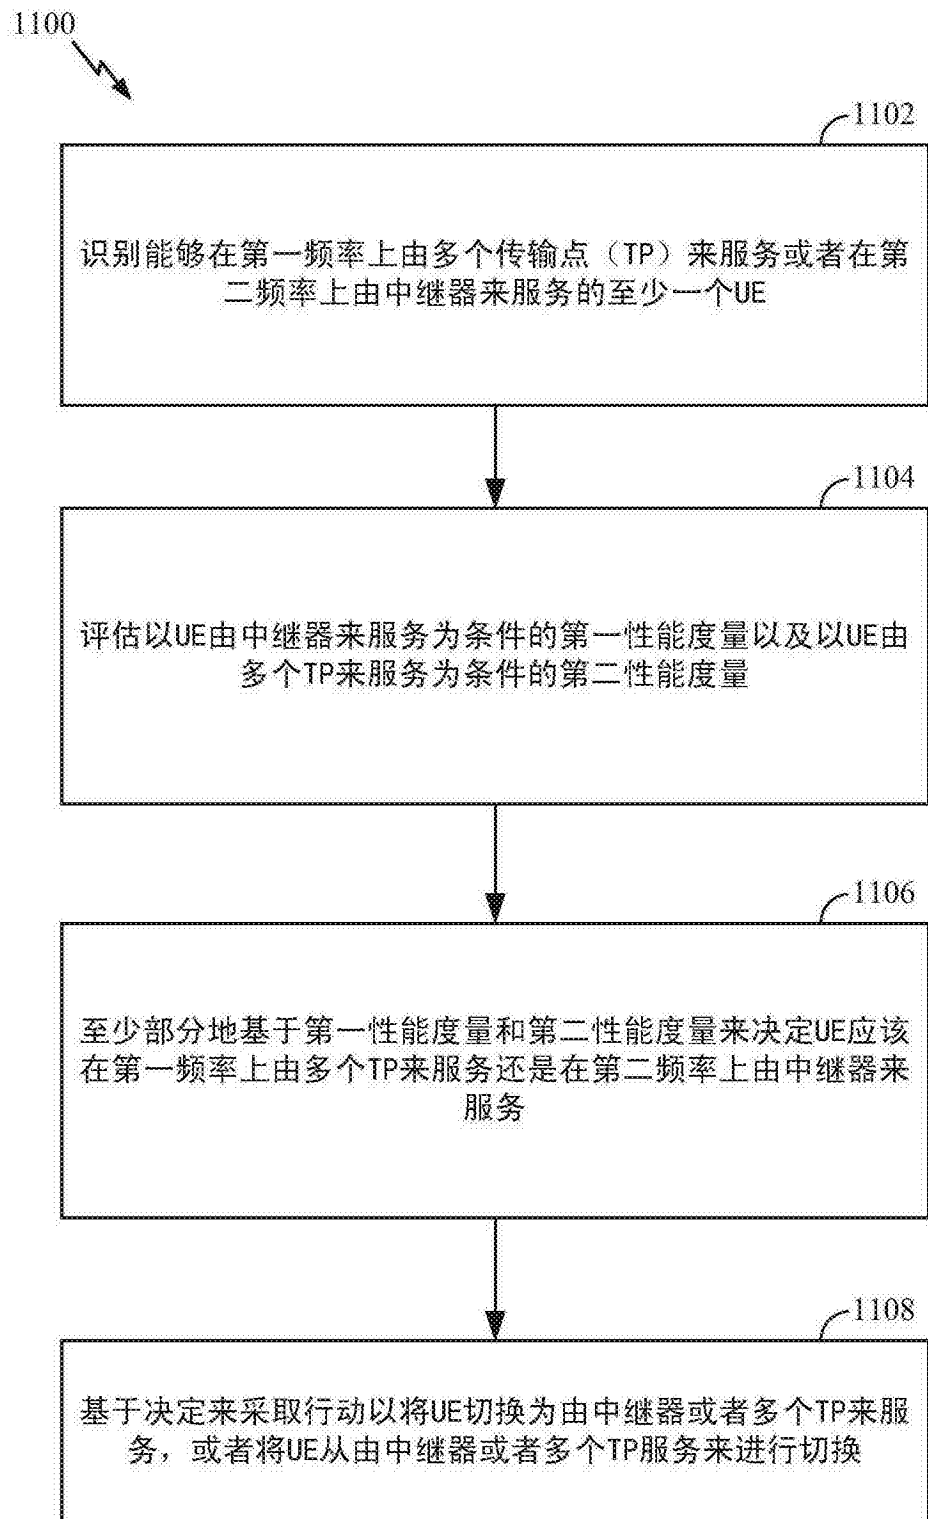 1100
1102
识别能够在第一频率上由多个传输点（TP）来服务或者在第
二频率上由中继器来服务的至少一个UE
1104
评估以UE由中继器来服务为条件的第一性能度量以及以UE由
多个TP来服务为条件的第二性能度量
1106
至少部分地基于第一性能度量和第二性能度量来决定UE应该
在第一频率上由多个TP来服务还是在第二频率上由中继器来
服务
1108
基于决定来采取行动以将UE切换为由中继器或者多个TP来服
务，或者将UE从由中继器或者多个TP服务来进行切换